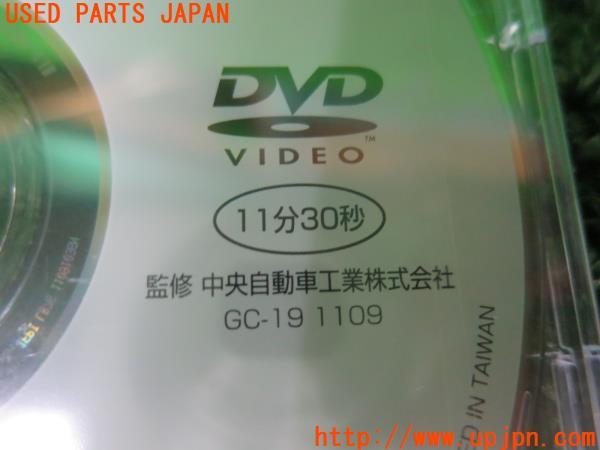 USED PARTS JAPAN
DVD
VIDEO
TM
11分30秒
監修 中央自動車工業株式会社
GC-19 1109
IN TAIWAN
http://www.upjpn.com/